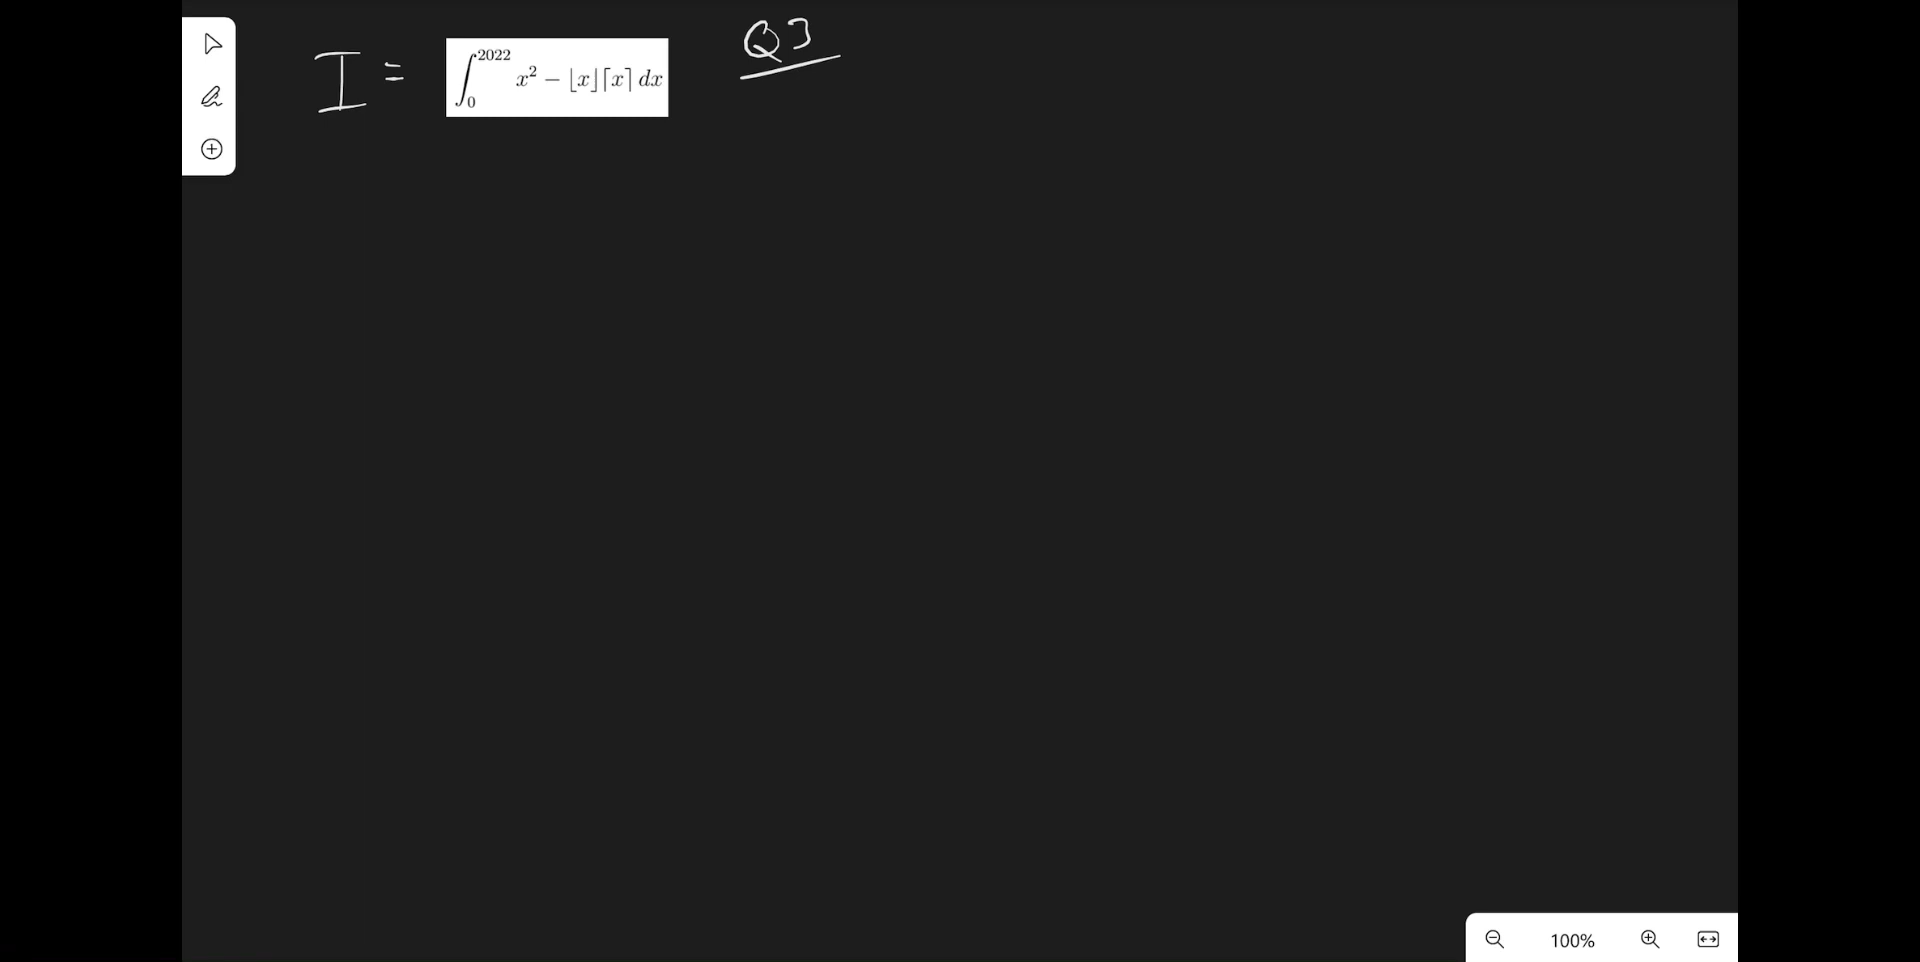 Q3
I = ∫₀²⁰²² x² − ⌊x⌋⌈x⌉ dx
100%